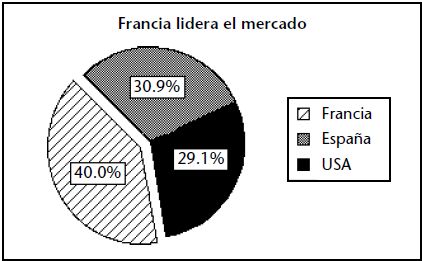 Francia lidera el mercado
30.9%
29.1%
40.0%
Francia
España
USA